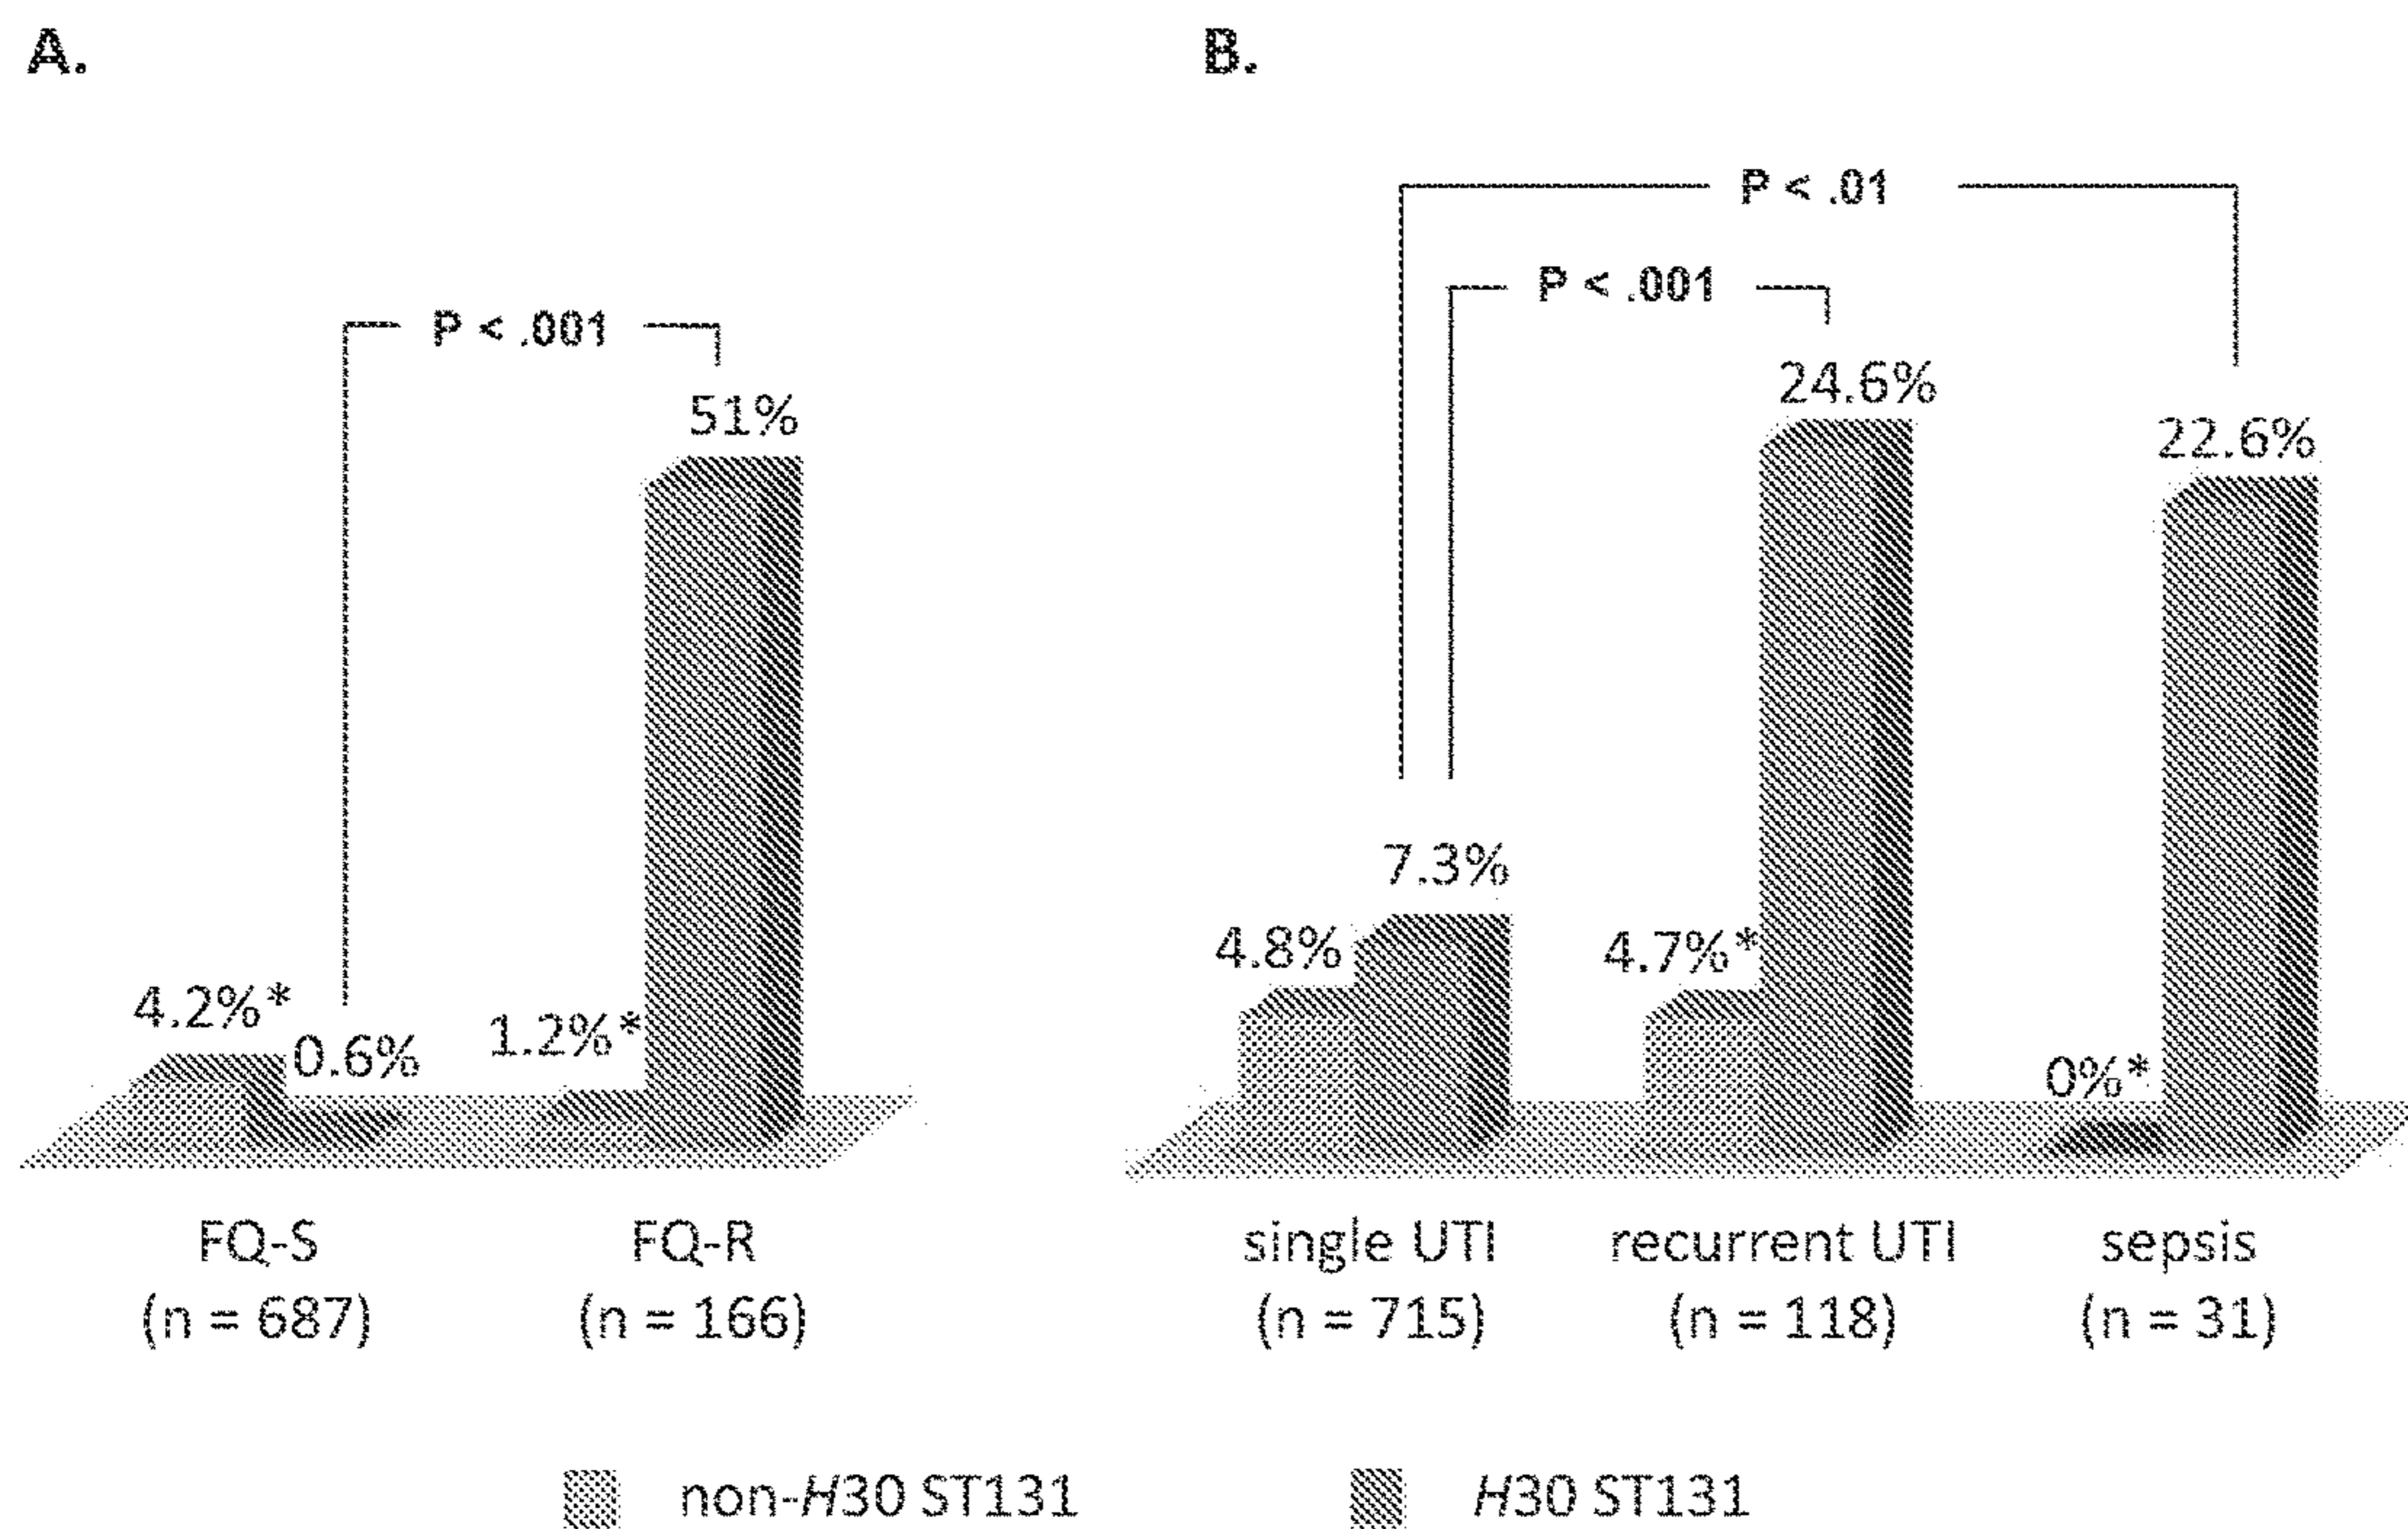 A.
P < .001
51%
4.2%*
0.6%
1.2%*
FQ-S
(n = 687)
FQ-R
(n = 166)
B.
P < .01
P < .001
24.6%
22.6%
7.3%
4.8%
4.7%*
0%*
single UTI
(n = 715)
recurrent UTI
(n = 118)
sepsis
(n = 31)
non-H30 ST131
H30 ST131